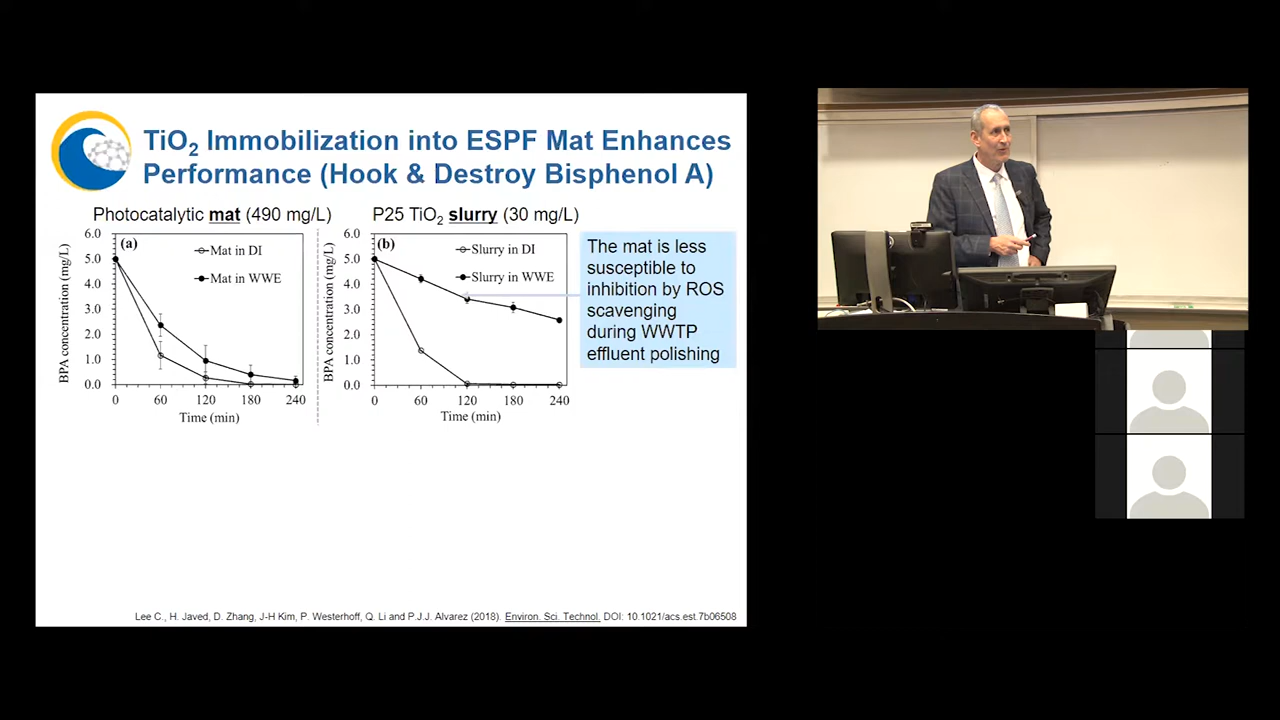 TiO2 Immobilization into ESPF Mat Enhances
Performance (Hook & Destroy Bisphenol A)
Photocatalytic mat (490 mg/L)
P25 TiO2 slurry (30 mg/L)
(a)
Mat in DI
Mat in WWE
BPA concentration (mg/L)
6.0
5.0
4.0
3.0
2.0
1.0
0.0
0 60 120 180 240
Time (min)
(b)
Slurry in DI
Slurry in WWE
BPA concentration (mg/L)
6.0
5.0
4.0
3.0
2.0
1.0
0.0
0 60 120 180 240
Time (min)
The mat is less
susceptible to
inhibition by ROS
scavenging
during WWTP
effluent polishing
Lee C., H. Javed, D. Zhang, J-H Kim, P. Westerhoff, Q. Li and P.J.J. Alvarez (2018). Environ. Sci. Technol. DOI: 10.1021/acs.est.7b06508